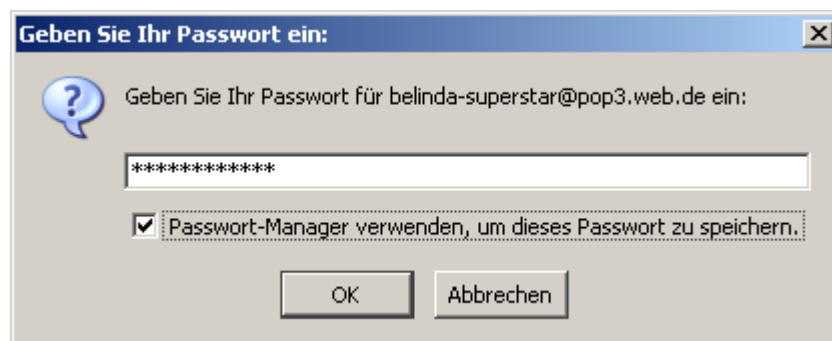 Geben Sie Ihr Passwort ein:
Geben Sie Ihr Passwort für belinda-superstar@pop3.web.de ein:
************
Passwort-Manager verwenden, um dieses Passwort zu speichern.
OK Abbrechen